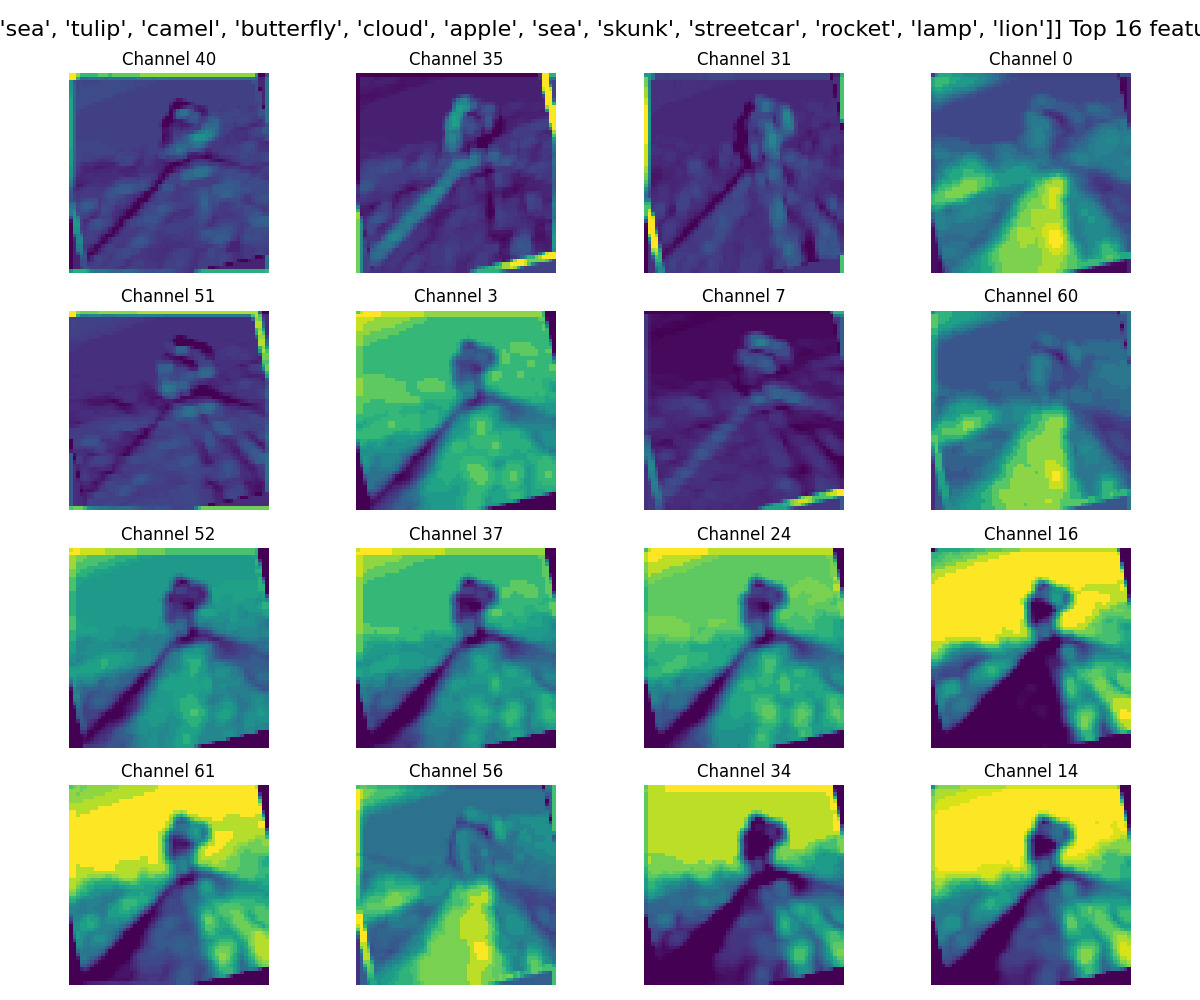 'sea', 'tulip', 'camel', 'butterfly', 'cloud', 'apple', 'sea', 'skunk', 'streetcar', 'rocket', 'lamp', 'lion']] Top 16 featu
Channel 40 Channel 35 Channel 31 Channel 0
Channel 51 Channel 3 Channel 7 Channel 60
Channel 52 Channel 37 Channel 24 Channel 16
Channel 61 Channel 56 Channel 34 Channel 14